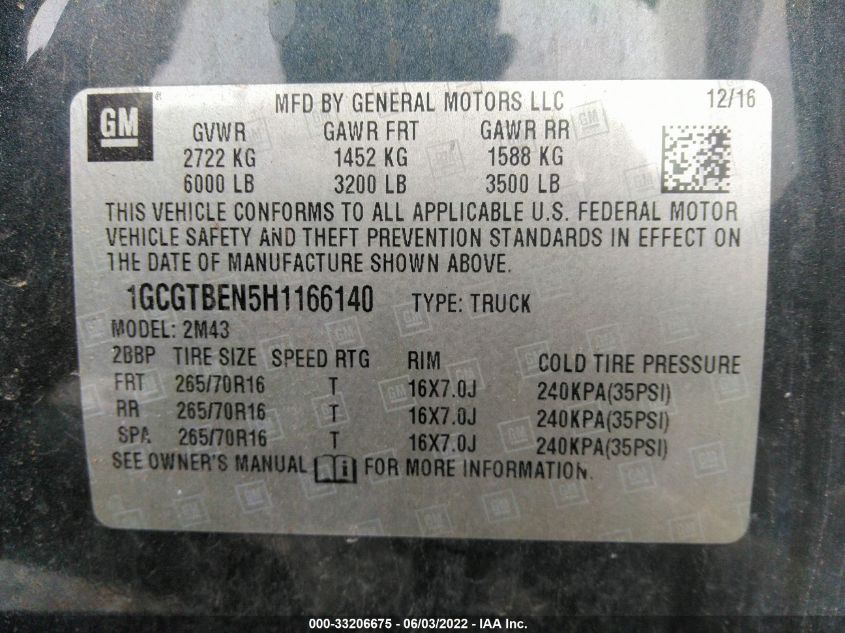 GM ® MFD BY GENERAL MOTORS LLC 12/16
GVWR GAWR FRT GAWR RR
2722 KG 1452 KG 1588 KG
6000 LB 3200 LB 3500 LB
THIS VEHICLE CONFORMS TO ALL APPLICABLE U.S. FEDERAL MOTOR
VEHICLE SAFETY AND THEFT PREVENTION STANDARDS IN EFFECT ON
THE DATE OF MANUFACTURE SHOWN ABOVE.
1GCGTBEN5H1166140 TYPE: TRUCK
MODEL: 2M43
2BBP TIRE SIZE SPEED RTG RIM COLD TIRE PRESSURE
FRT 265/70R16 T 16X7.0J 240KPA(35PSI)
RR 265/70R16 T 16X7.0J 240KPA(35PSI)
SPA 265/70R16 T 16X7.0J 240KPA(35PSI)
SEE OWNER'S MANUAL FOR MORE INFORMATION.
000-33206675 - 06/03/2022 - IAA Inc.